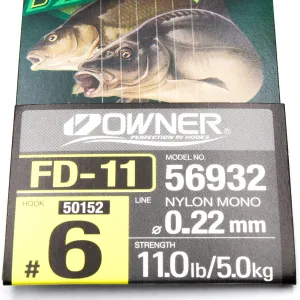 OWNER®
PERFECTION IN HOOKS
FD-11
MODEL NO.
56932
HOOK
50152
LINE
NYLON MONO
ø 0.22 mm
#6
STRENGTH
11.0lb/5.0kg